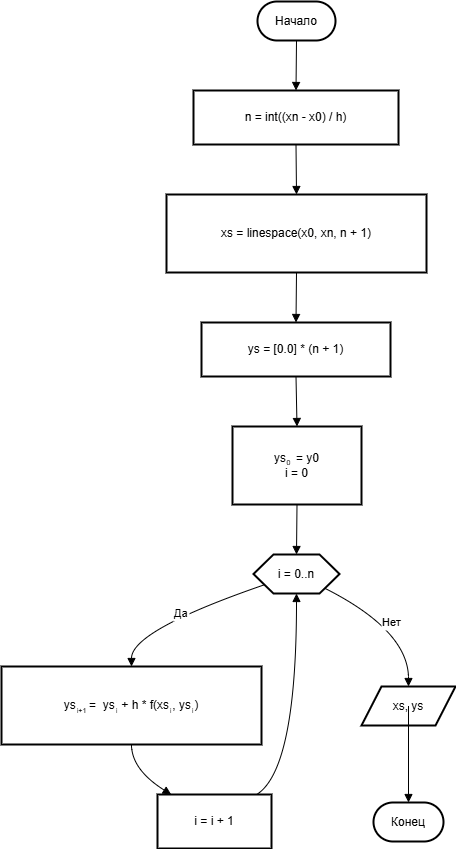 Начало
n = int((xn - x0) / h)
xs = linespace(x0, xn, n + 1)
ys = [0.0] * (n + 1)
ys₀ = y0
i = 0
i = 0..n
Да
Нет
ysᵢ₊₁ = ysᵢ + h * f(xsᵢ, ysᵢ)
xs, ys
i = i + 1
Конец